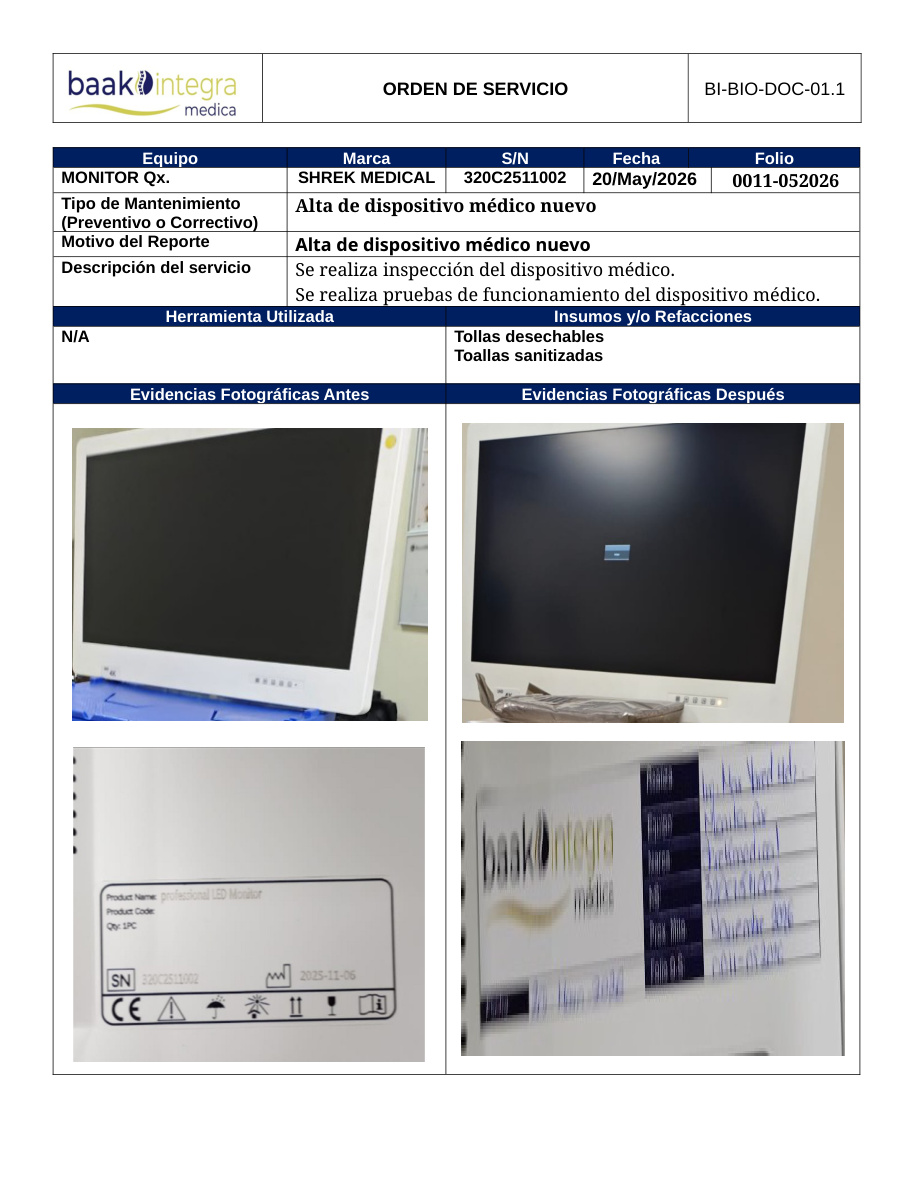 baak integra
medica
ORDEN DE SERVICIO
BI-BIO-DOC-01.1
Equipo Marca S/N Fecha Folio
MONITOR Qx. SHREK MEDICAL 320C2511002 20/May/2026 0011-052026
Tipo de Mantenimiento
(Preventivo o Correctivo)
Alta de dispositivo médico nuevo
Motivo del Reporte
Alta de dispositivo médico nuevo
Descripción del servicio
Se realiza inspección del dispositivo médico.
Se realiza pruebas de funcionamiento del dispositivo médico.
Herramienta Utilizada Insumos y/o Refacciones
N/A
Tollas desechables
Toallas sanitizadas
Evidencias Fotográficas Antes Evidencias Fotográficas Después
Product Name: professional LED Monitor
Product Code:
Qty: 1PC
SN 320C2511002 2025-11-06
CE
baak integra
medica